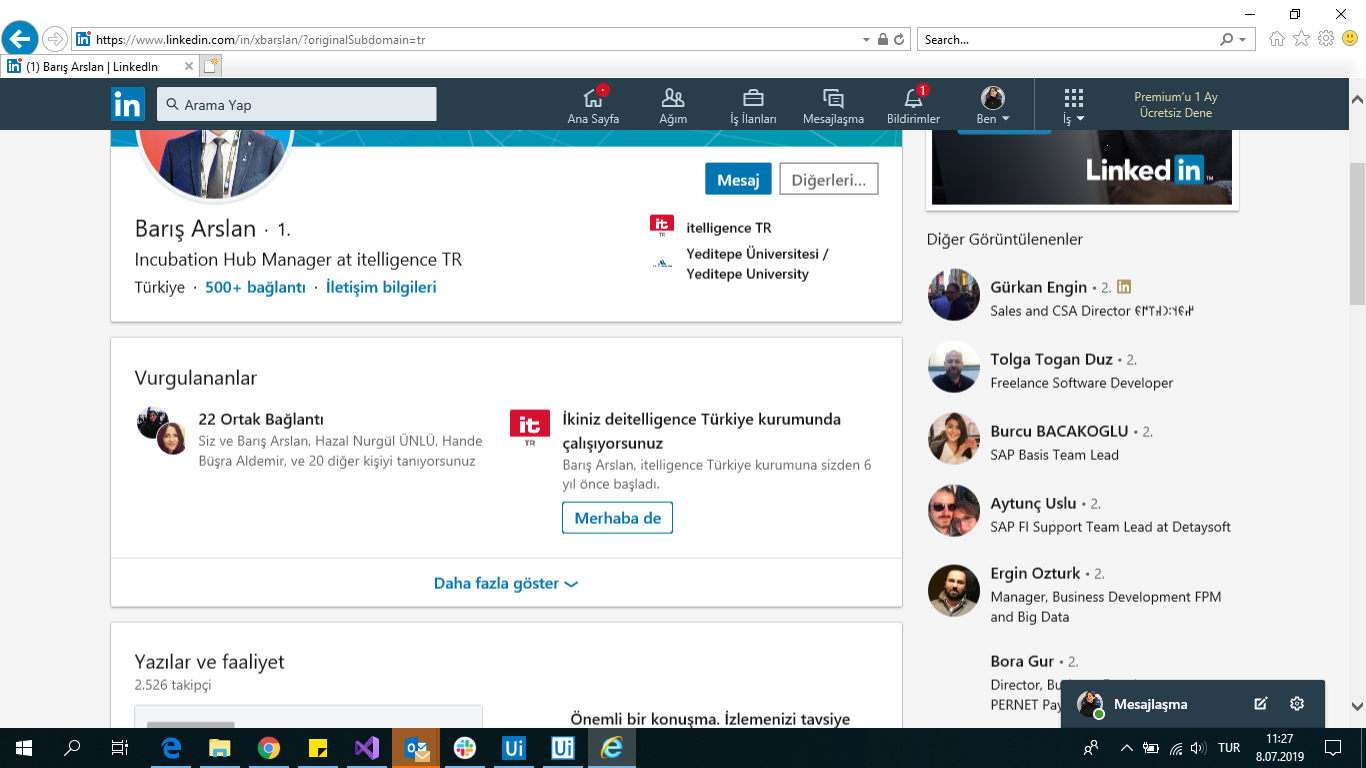 https://www.linkedin.com/in/xbarslan/?originalSubdomain=tr
Search...
(1) Barış Arslan | LinkedIn
in
Arama Yap
Ana Sayfa
Ağım
İş İlanları
Mesajlaşma
1
Bildirimler
Ben
İş
Premium'u 1 Ay
Ücretsiz Dene
Linked in
Mesaj
Diğerleri...
Barış Arslan · 1.
Incubation Hub Manager at itelligence TR
Türkiye · 500+ bağlantı · İletişim bilgileri
it
TR
itelligence TR
Yeditepe Üniversitesi /
Yeditepe University
Vurgulananlar
22 Ortak Bağlantı
Siz ve Barış Arslan, Hazal Nurgül ÜNLÜ, Hande
Büşra Aldemir, ve 20 diğer kişiyi tanıyorsunuz
it
TR
İkiniz deitelligence Türkiye kurumunda
çalışıyorsunuz
Barış Arslan, itelligence Türkiye kurumuna sizden 6
yıl önce başladı.
Merhaba de
Daha fazla göster
Yazılar ve faaliyet
2.526 takipçi
Önemli bir konuşma. İzlemenizi tavsiye
Diğer Görüntülenenler
Gürkan Engin • 2. in
Sales and CSA Director
Tolga Togan Duz • 2.
Freelance Software Developer
Burcu BACAKOGLU • 2.
SAP Basis Team Lead
Aytunç Uslu • 2.
SAP FI Support Team Lead at Detaysoft
Ergin Ozturk • 2.
Manager, Business Development FPM
and Big Data
Bora Gur • 2.
Director, Bu
PERNET Pay
Mesajlaşma
Ui
Ui
TUR
11:27
8.07.2019